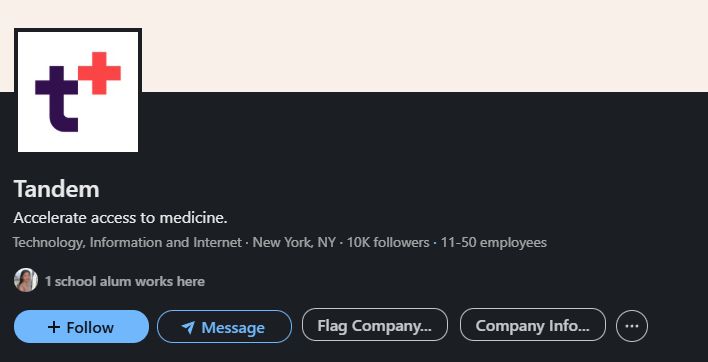 t+
Tandem
Accelerate access to medicine.
Technology, Information and Internet · New York, NY · 10K followers · 11-50 employees
1 school alum works here
+ Follow
Message
Flag Company...
Company Info...